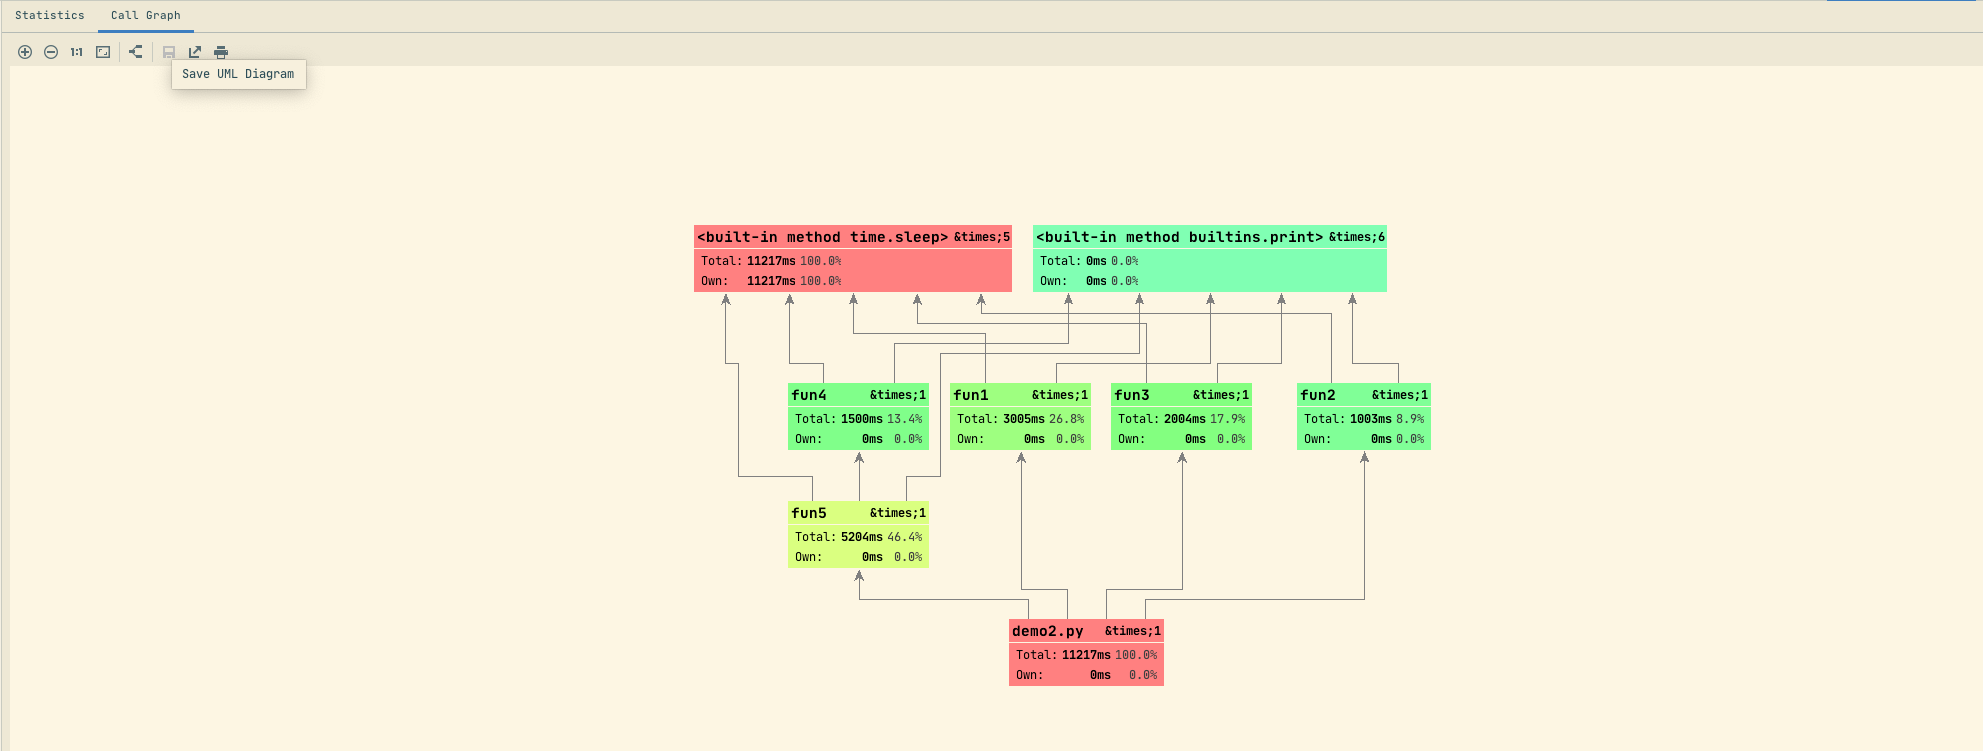 Statistics Call Graph
1:1
Save UML Diagram
<built-in method time.sleep> &times;5
Total: 11217ms 100.0%
Own: 11217ms 100.0%
<built-in method builtins.print> &times;6
Total: 0ms 0.0%
Own: 0ms 0.0%
fun4 &times;1
Total: 1500ms 13.4%
Own: 0ms 0.0%
fun1 &times;1
Total: 3005ms 26.8%
Own: 0ms 0.0%
fun3 &times;1
Total: 2004ms 17.9%
Own: 0ms 0.0%
fun2 &times;1
Total: 1003ms 8.9%
Own: 0ms 0.0%
fun5 &times;1
Total: 5204ms 46.4%
Own: 0ms 0.0%
demo2.py &times;1
Total: 11217ms 100.0%
Own: 0ms 0.0%